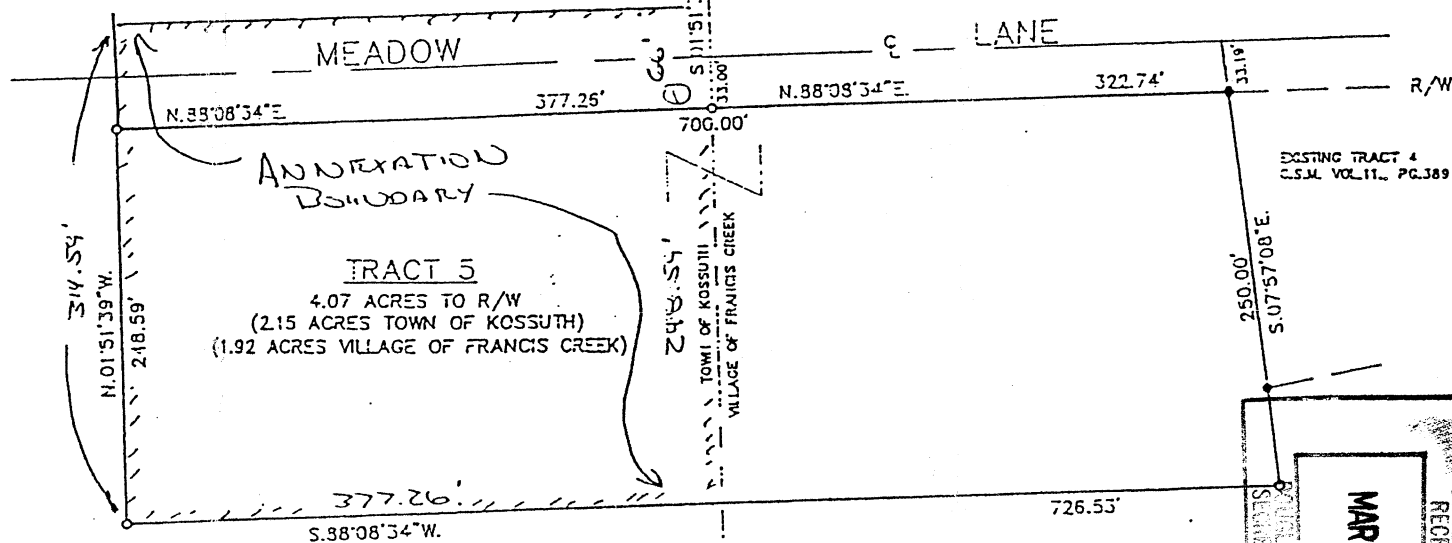 MEADOW
℄
LANE
66'
S.01°51'
33.00'
33.19'
N.88°08'34"E.
377.26'
N.88°08'34"E.
322.74'
R/W
700.00'
ANNEXATION
BOUNDARY
EXISTING TRACT 4
C.S.M. VOL.11., PG.389
314.59'
N.01°51'39"W.
248.59'
TRACT 5
4.07 ACRES TO R/W
(2.15 ACRES TOWN OF KOSSUTH)
(1.92 ACRES VILLAGE OF FRANCIS CREEK)
248.59'
TOWN OF KOSSUTH
VILLAGE OF FRANCIS CREEK
250.00'
S.07°57'08"E.
377.26'
726.53'
S.88°08'34"W.
MAR